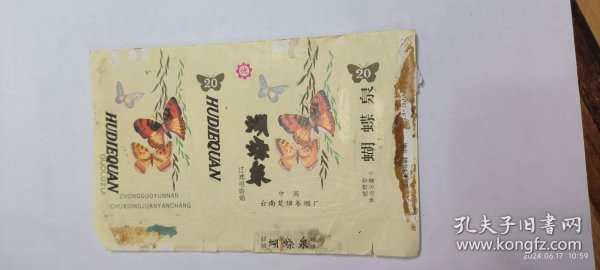 HUDIEQUAN
GUOLUZUI
ZHONGGUOYUNNAN
CHUXIONGJUANYANCHANG
20
HUDIEQUAN
蝴蝶泉
过滤嘴香烟
中国
云南楚雄卷烟厂
蝴蝶泉
20
蝴蝶泉
孔夫子旧书网
www.kongfz.com
2024.06.17 10:59